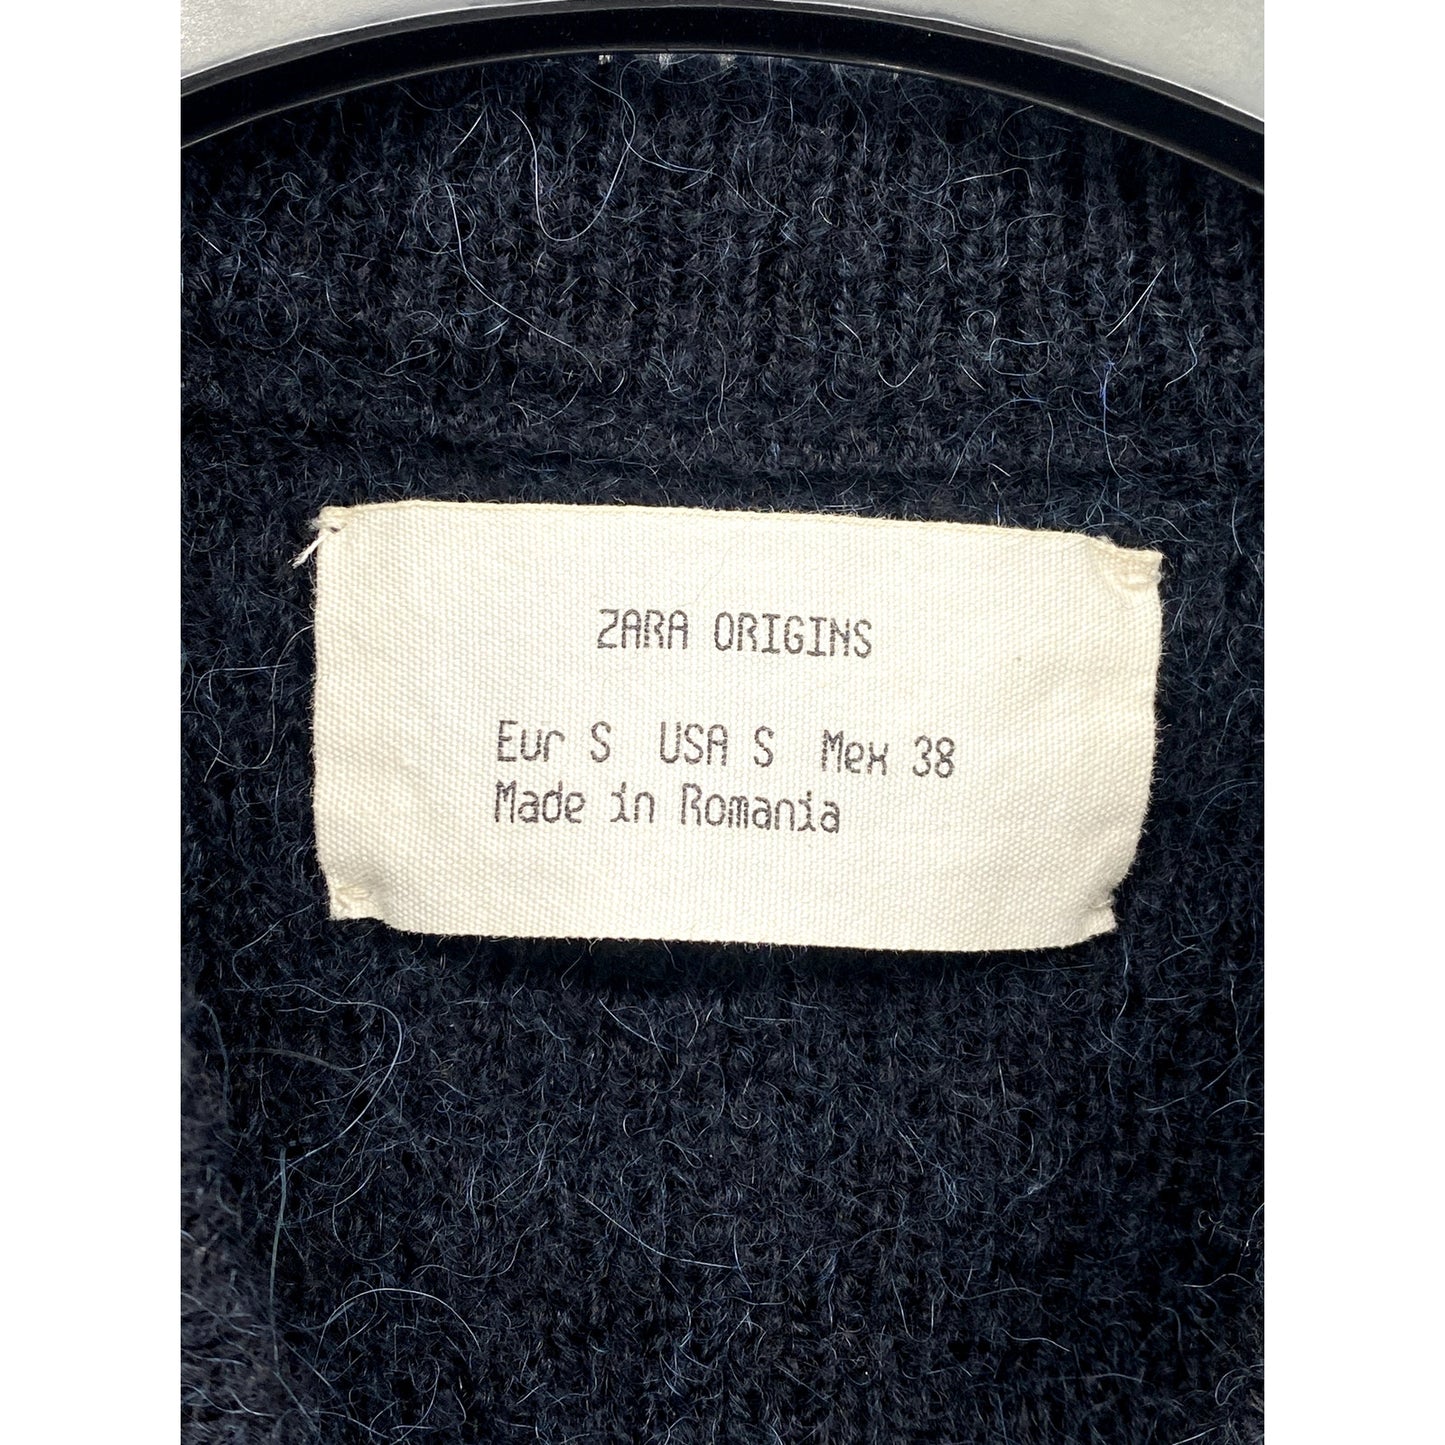 ZARA ORIGINS
Eur S USA S Mex 38
Made in Romania